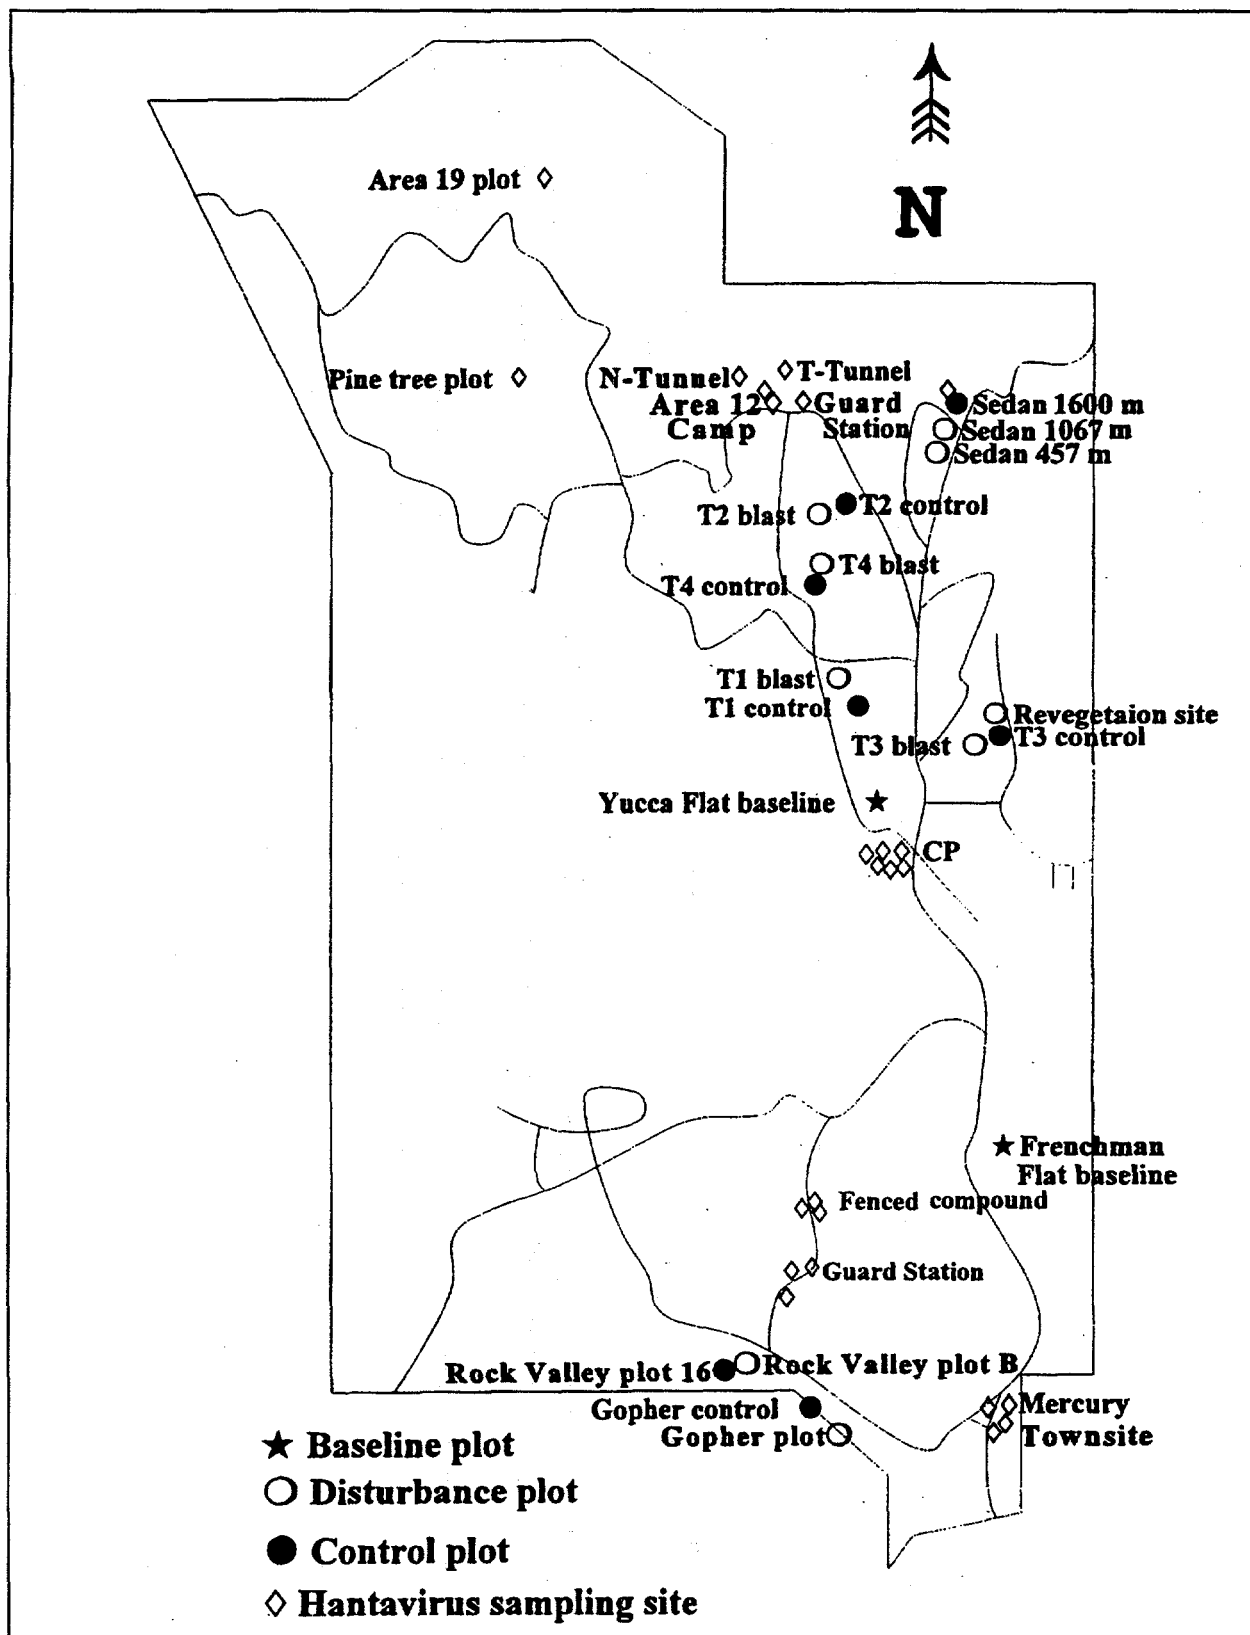 N
Area 19 plot
Pine tree plot
N-Tunnel
T-Tunnel
Area 12
Camp
Guard
Station
Sedan 1600 m
Sedan 1067 m
Sedan 457 m
T2 blast
T2 control
T4 blast
T4 control
T1 blast
T1 control
Revegetaion site
T3 control
T3 blast
Yucca Flat baseline
CP
Frenchman
Flat baseline
Fenced compound
Guard Station
Rock Valley plot 16
Rock Valley plot B
Gopher control
Gopher plot
Mercury
Townsite
Baseline plot
Disturbance plot
Control plot
Hantavirus sampling site